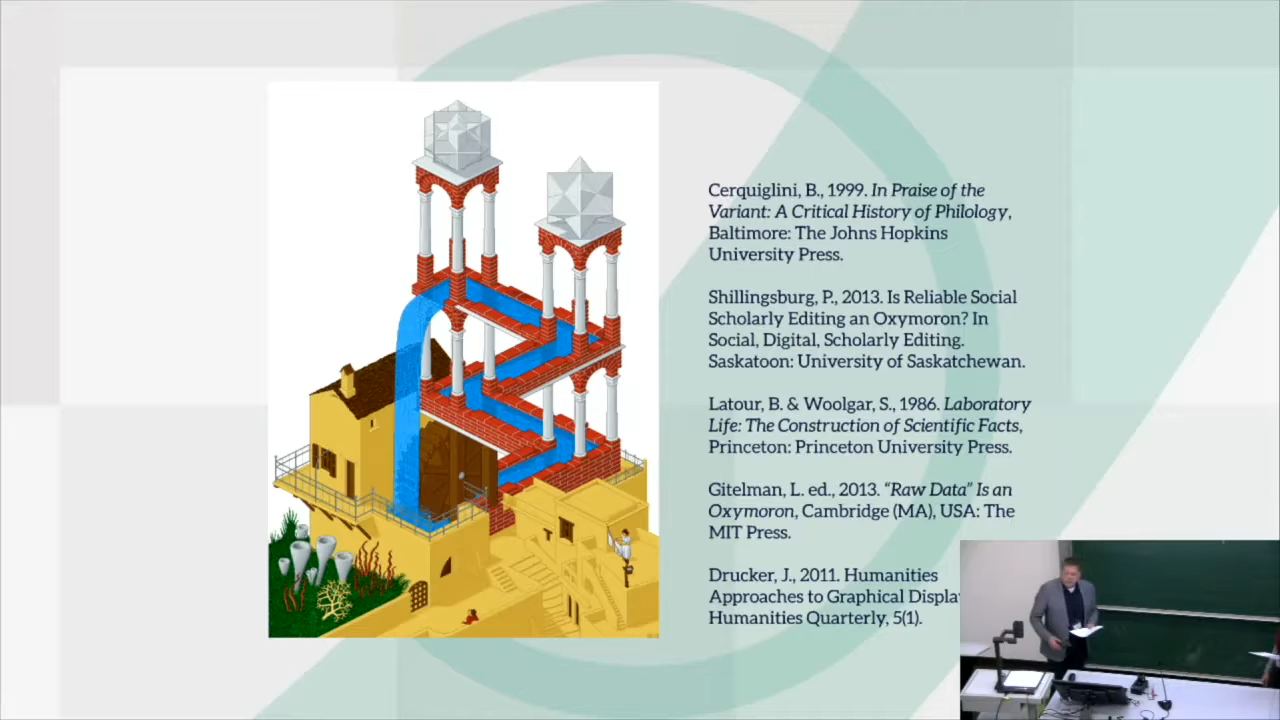 Cerquiglini, B., 1999. In Praise of the
Variant: A Critical History of Philology,
Baltimore: The Johns Hopkins
University Press.
Shillingsburg, P., 2013. Is Reliable Social
Scholarly Editing an Oxymoron? In
Social, Digital, Scholarly Editing.
Saskatoon: University of Saskatchewan.
Latour, B. & Woolgar, S., 1986. Laboratory
Life: The Construction of Scientific Facts,
Princeton: Princeton University Press.
Gitelman, L. ed., 2013. “Raw Data” Is an
Oxymoron, Cambridge (MA), USA: The
MIT Press.
Drucker, J., 2011. Humanities
Approaches to Graphical Display
Humanities Quarterly, 5(1).